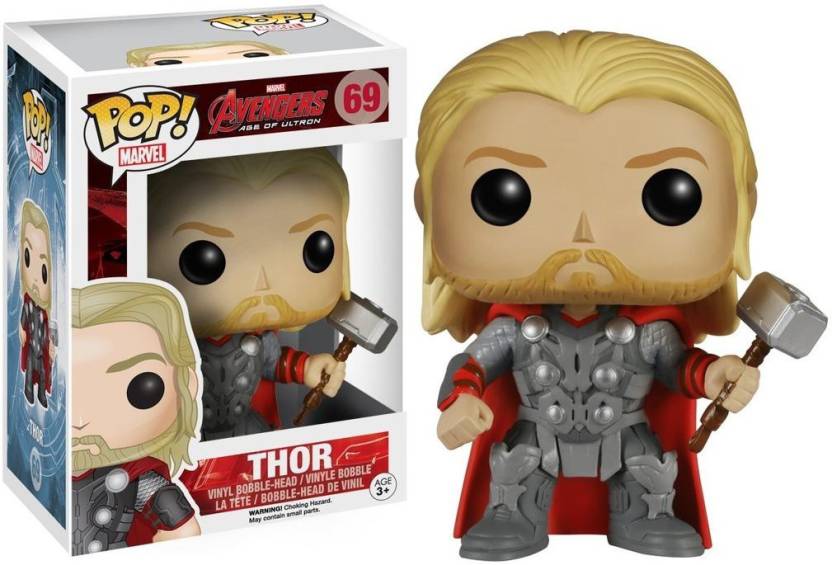 POP!
MARVEL
MARVEL
AVENGERS
AGE OF ULTRON
69
POP!
MARVEL
THOR
THOR
VINYL BOBBLE-HEAD / VINYLE BOBBLE
LA TÊTE / BOBBLE-HEAD DE VINIL
WARNING! Choking Hazard.
May contain small parts.
AGE
3+